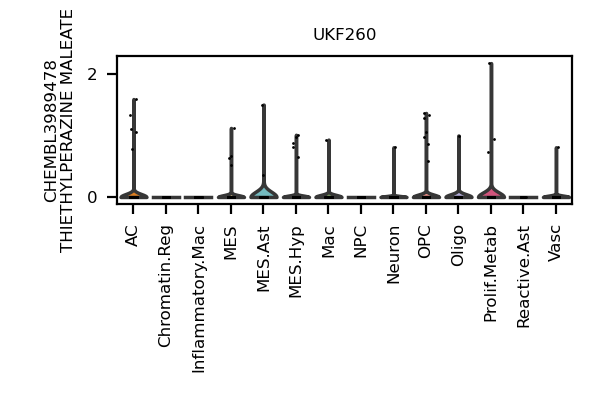 UKF260
CHEMBL3989478
THIETHYLPERAZINE MALEATE
2
0
AC
Chromatin.Reg
Inflammatory.Mac
MES
MES.Ast
MES.Hyp
Mac
NPC
Neuron
OPC
Oligo
Prolif.Metab
Reactive.Ast
Vasc